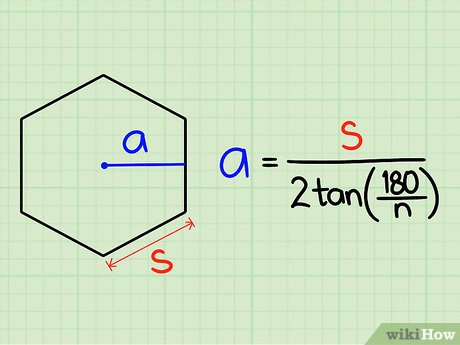 a
a = s / 2tan(180/n)
s
wikiHow